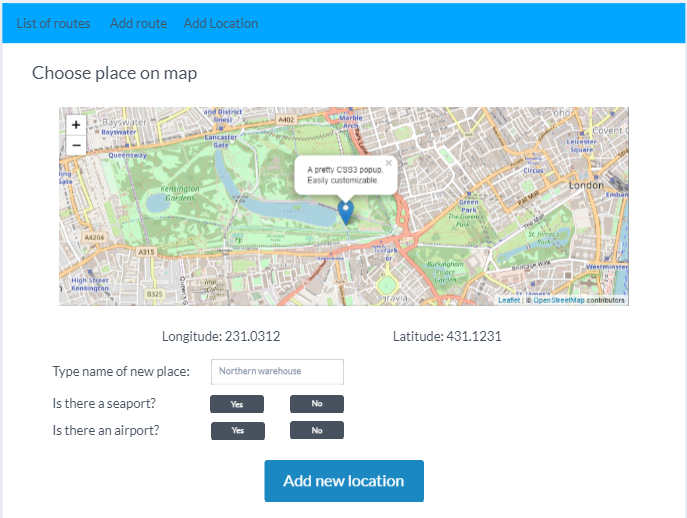 List of routes Add route Add Location
Choose place on map
+
−
Bayswater
Bayswater
Queensway
and District
lines)
Lancaster
Gate
A402
Marble
Arch
Covent G
Leicester
Square
Circus
London
A pretty CSS3 popup.
Easily customizable.
×
Kensington
Gardens
Green
Park
The Green
Park
Pall Mall
The Mall
St. James's
Park
A4204
A315
High Street
Kensington
B325
Buckingham
Palace
Garden
Birdcage Walk
Westminster
gravia
Leaflet | © OpenStreetMap contributors
Longitude: 231.0312 Latitude: 431.1231
Type name of new place: Northern warehouse
Is there a seaport? Yes No
Is there an airport? Yes No
Add new location